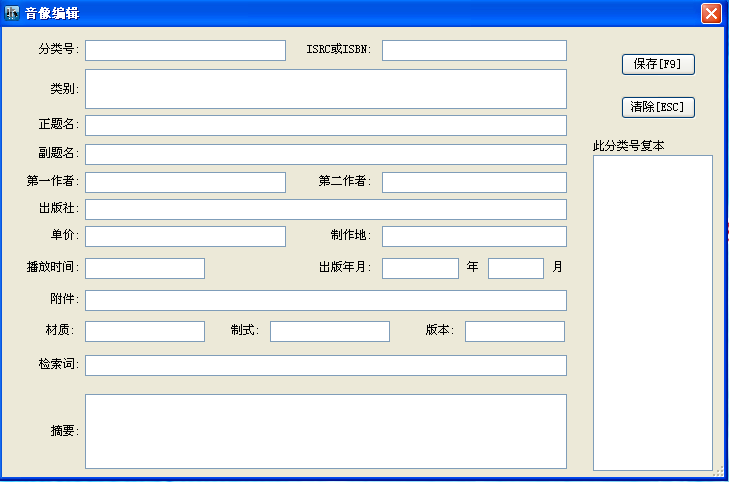 音像编辑
分类号: ISRC或ISBN:
保存[F9]
类别:
清除[ESC]
正题名:
此分类号复本
副题名:
第一作者: 第二作者:
出版社:
单价: 制作地:
播放时间: 出版年月: 年 月
附件:
材质: 制式: 版本:
检索词:
摘要: